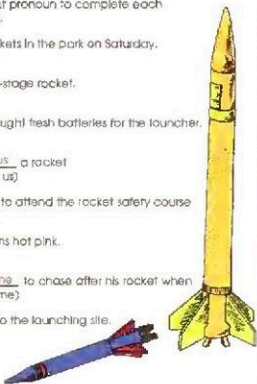 pronoun to complete each
kets in the park on Saturday.
-stage rocket.
ught fresh batteries for the launcher.
us a rocket
us)
to attend the rocket safety course
ns hot pink.
me to chase after his rocket when
me)
o the launching site.